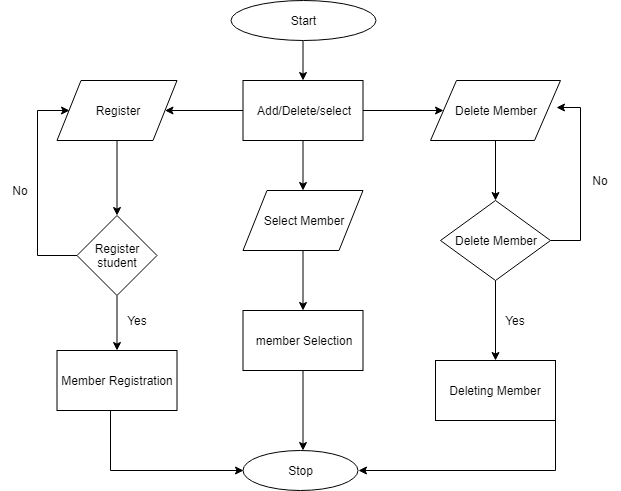 Start
Register
Add/Delete/select
Delete Member
No
No
Select Member
Register
student
Delete Member
Yes
Yes
member Selection
Member Registration
Deleting Member
Stop